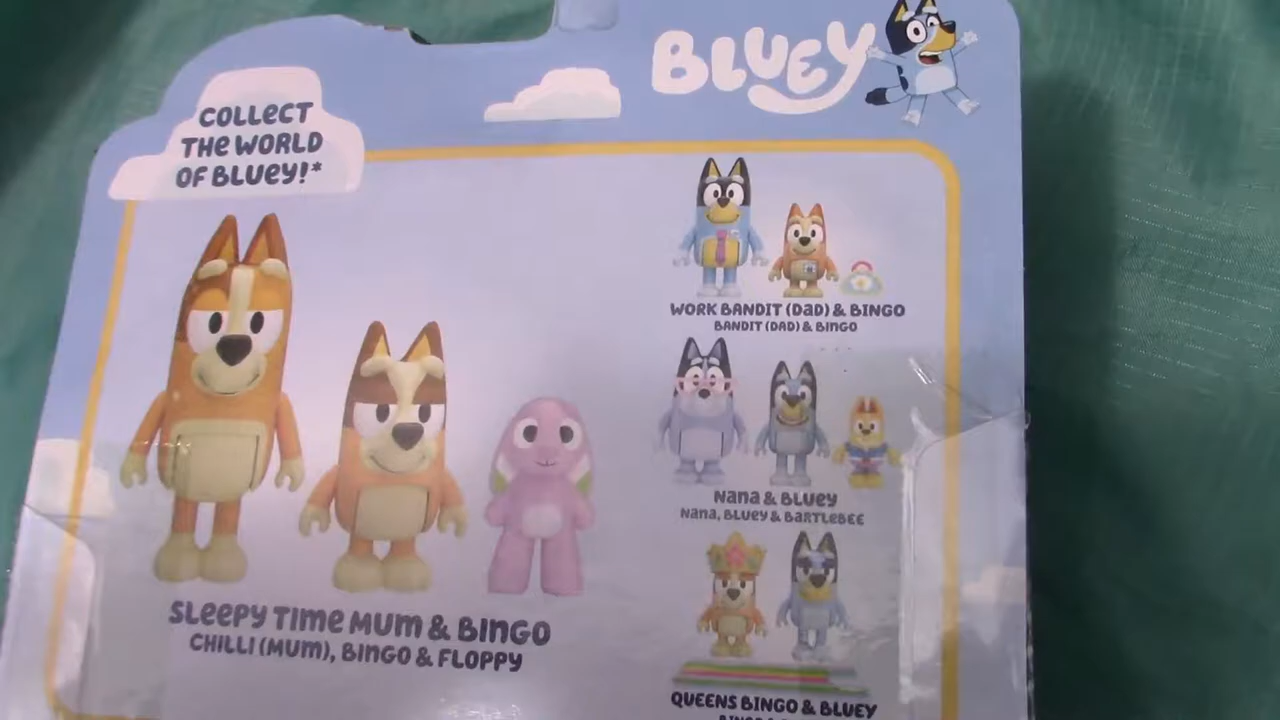 BLUEY
COLLECT
THE WORLD
OF BLUEY!*
WORK BANDIT (DAD) & BINGO
BANDIT (DAD) & BINGO
NANA & BLUEY
NANA, BLUEY & BARTLEBEE
SLEEPY TIME MUM & BINGO
CHILLI (MUM), BINGO & FLOPPY
QUEENS BINGO & BLUEY